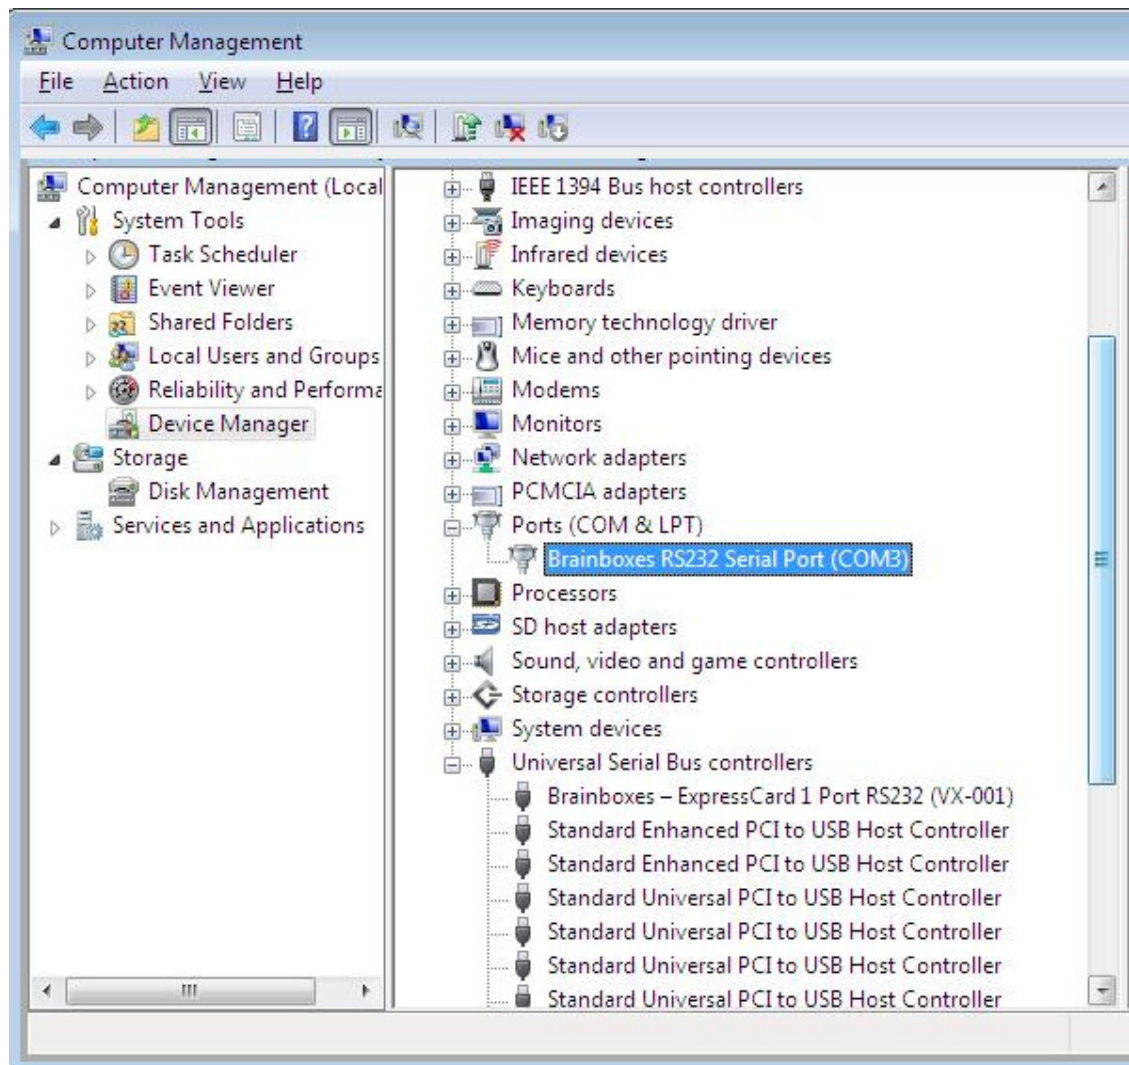 Computer Management
File Action View Help
Computer Management (Local
System Tools
Task Scheduler
Event Viewer
Shared Folders
Local Users and Groups
Reliability and Performa
Device Manager
Storage
Disk Management
Services and Applications
IEEE 1394 Bus host controllers
Imaging devices
Infrared devices
Keyboards
Memory technology driver
Mice and other pointing devices
Modems
Monitors
Network adapters
PCMCIA adapters
Ports (COM & LPT)
Brainboxes RS232 Serial Port (COM3)
Processors
SD host adapters
Sound, video and game controllers
Storage controllers
System devices
Universal Serial Bus controllers
Brainboxes – ExpressCard 1 Port RS232 (VX-001)
Standard Enhanced PCI to USB Host Controller
Standard Enhanced PCI to USB Host Controller
Standard Universal PCI to USB Host Controller
Standard Universal PCI to USB Host Controller
Standard Universal PCI to USB Host Controller
Standard Universal PCI to USB Host Controller